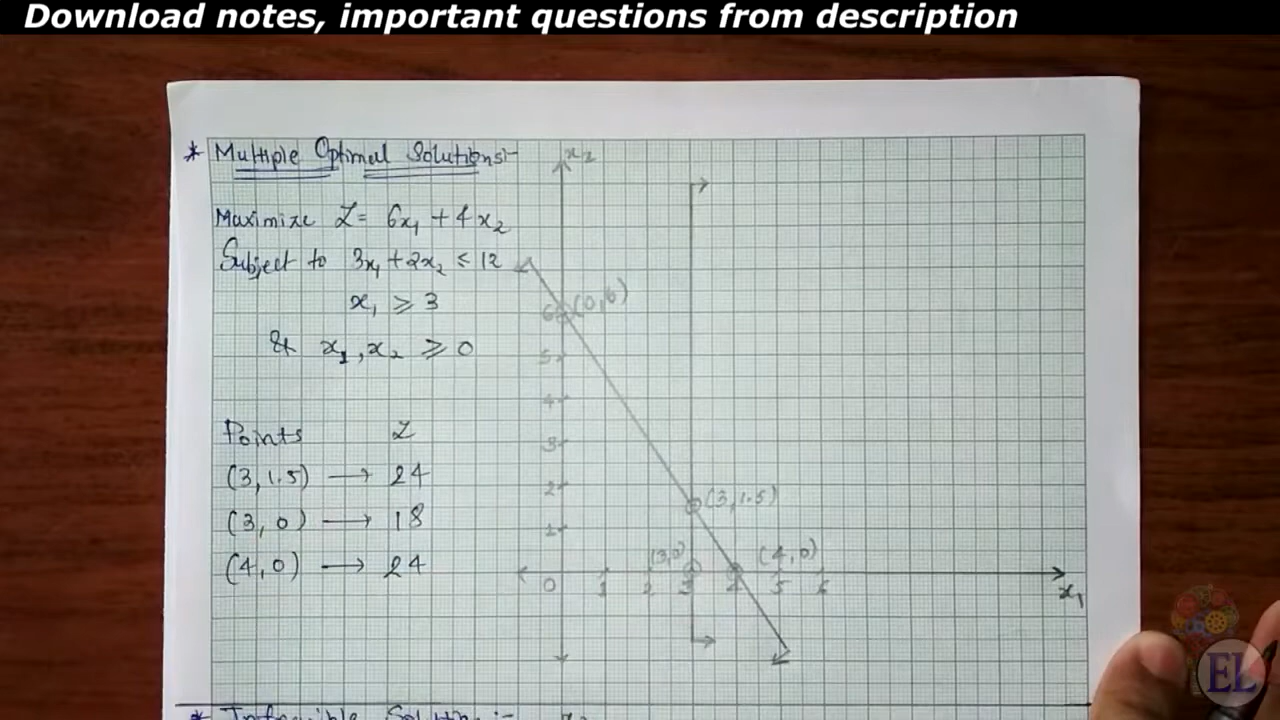 Download notes, important questions from description
* Multiple Optimal Solutions:-
Maximize Z = 6x₁ + 4x₂
Subject to 3x₁ + 2x₂ ≤ 12
x₁ ≥ 3
& x₁, x₂ ≥ 0
Points Z
(3, 1.5) → 24
(3, 0) → 18
(4, 0) → 24
x₂
6 (0,6)
5
4
3
2 (3,1.5)
1
(3,0) (4,0)
0 1 2 3 4 5 6
x₁
EL